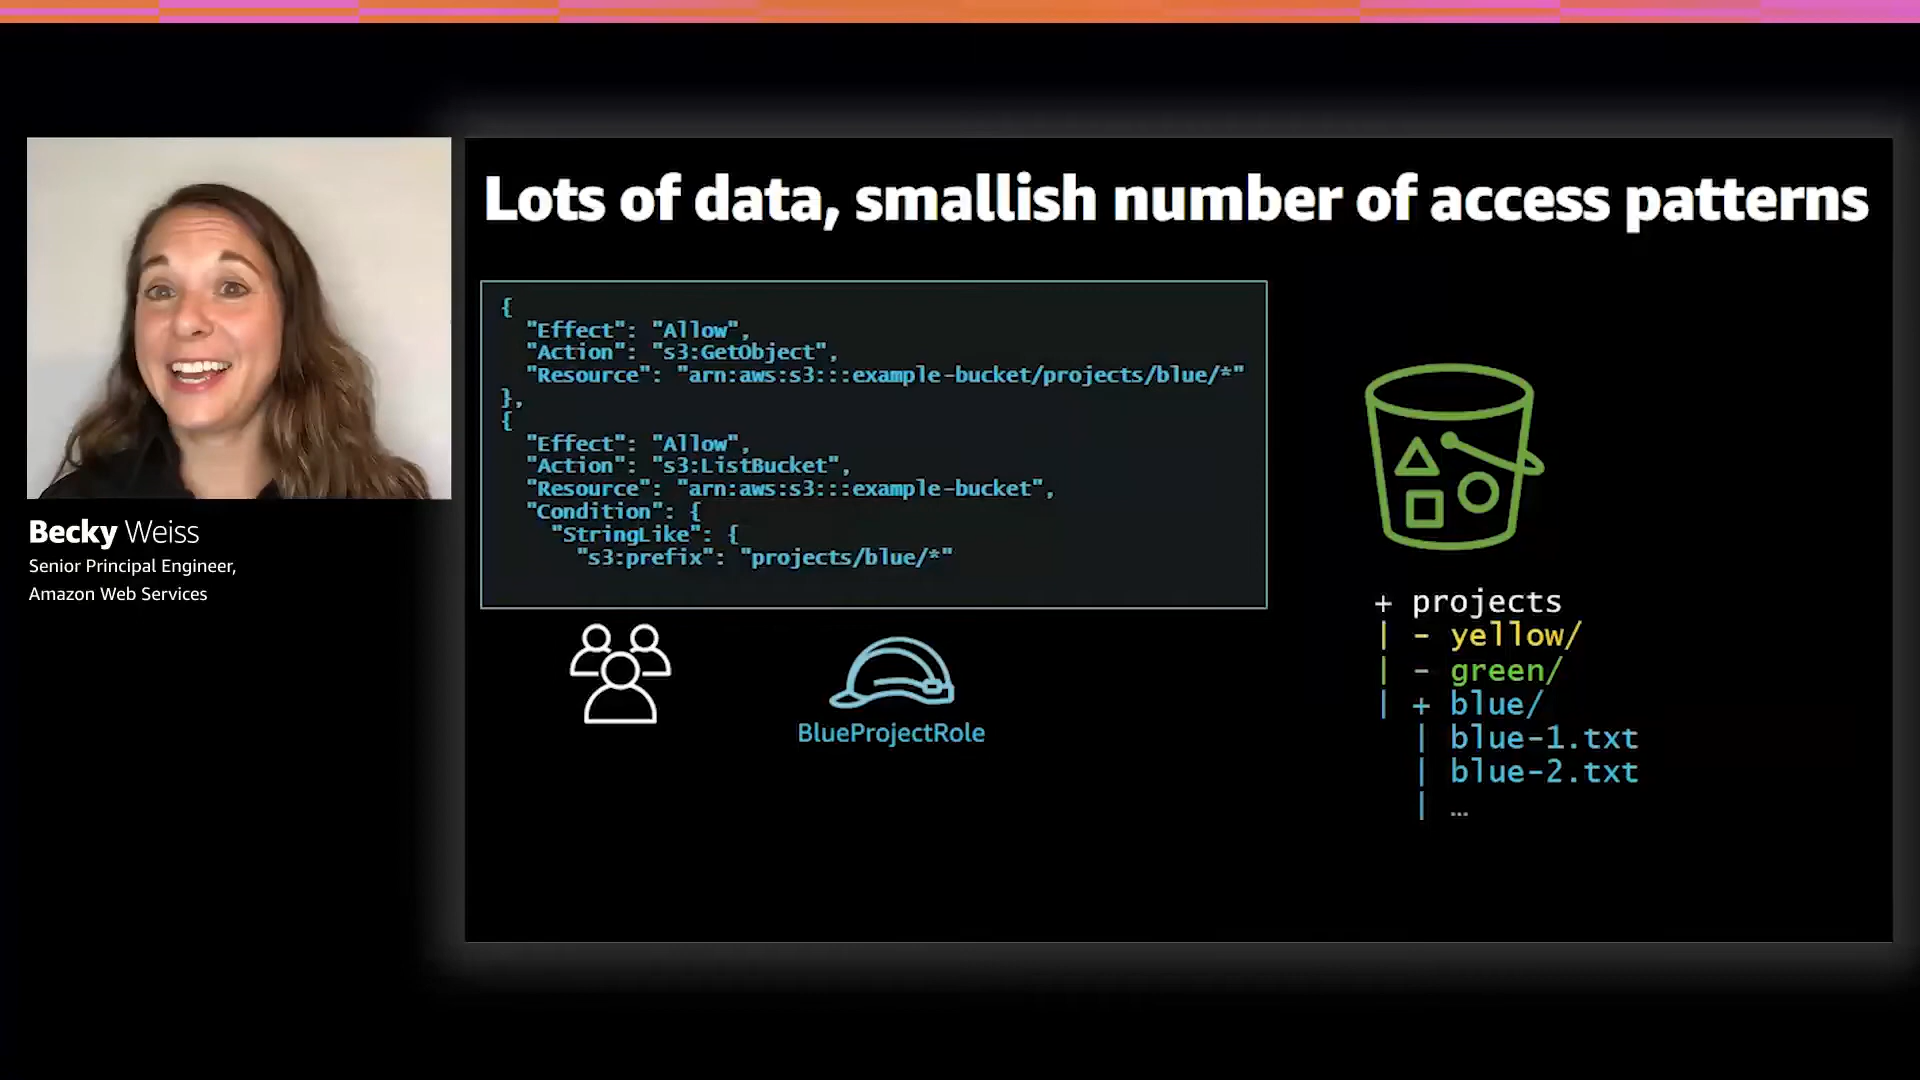 Lots of data, smallish number of access patterns
{
"Effect": "Allow",
"Action": "s3:GetObject",
"Resource": "arn:aws:s3:::example-bucket/projects/blue/*"
},
{
"Effect": "Allow",
"Action": "s3:ListBucket",
"Resource": "arn:aws:s3:::example-bucket",
"Condition": {
"StringLike": {
"s3:prefix": "projects/blue/*"
BlueProjectRole
+ projects
| - yellow/
| - green/
| + blue/
| blue-1.txt
| blue-2.txt
| …
Becky Weiss
Senior Principal Engineer,
Amazon Web Services